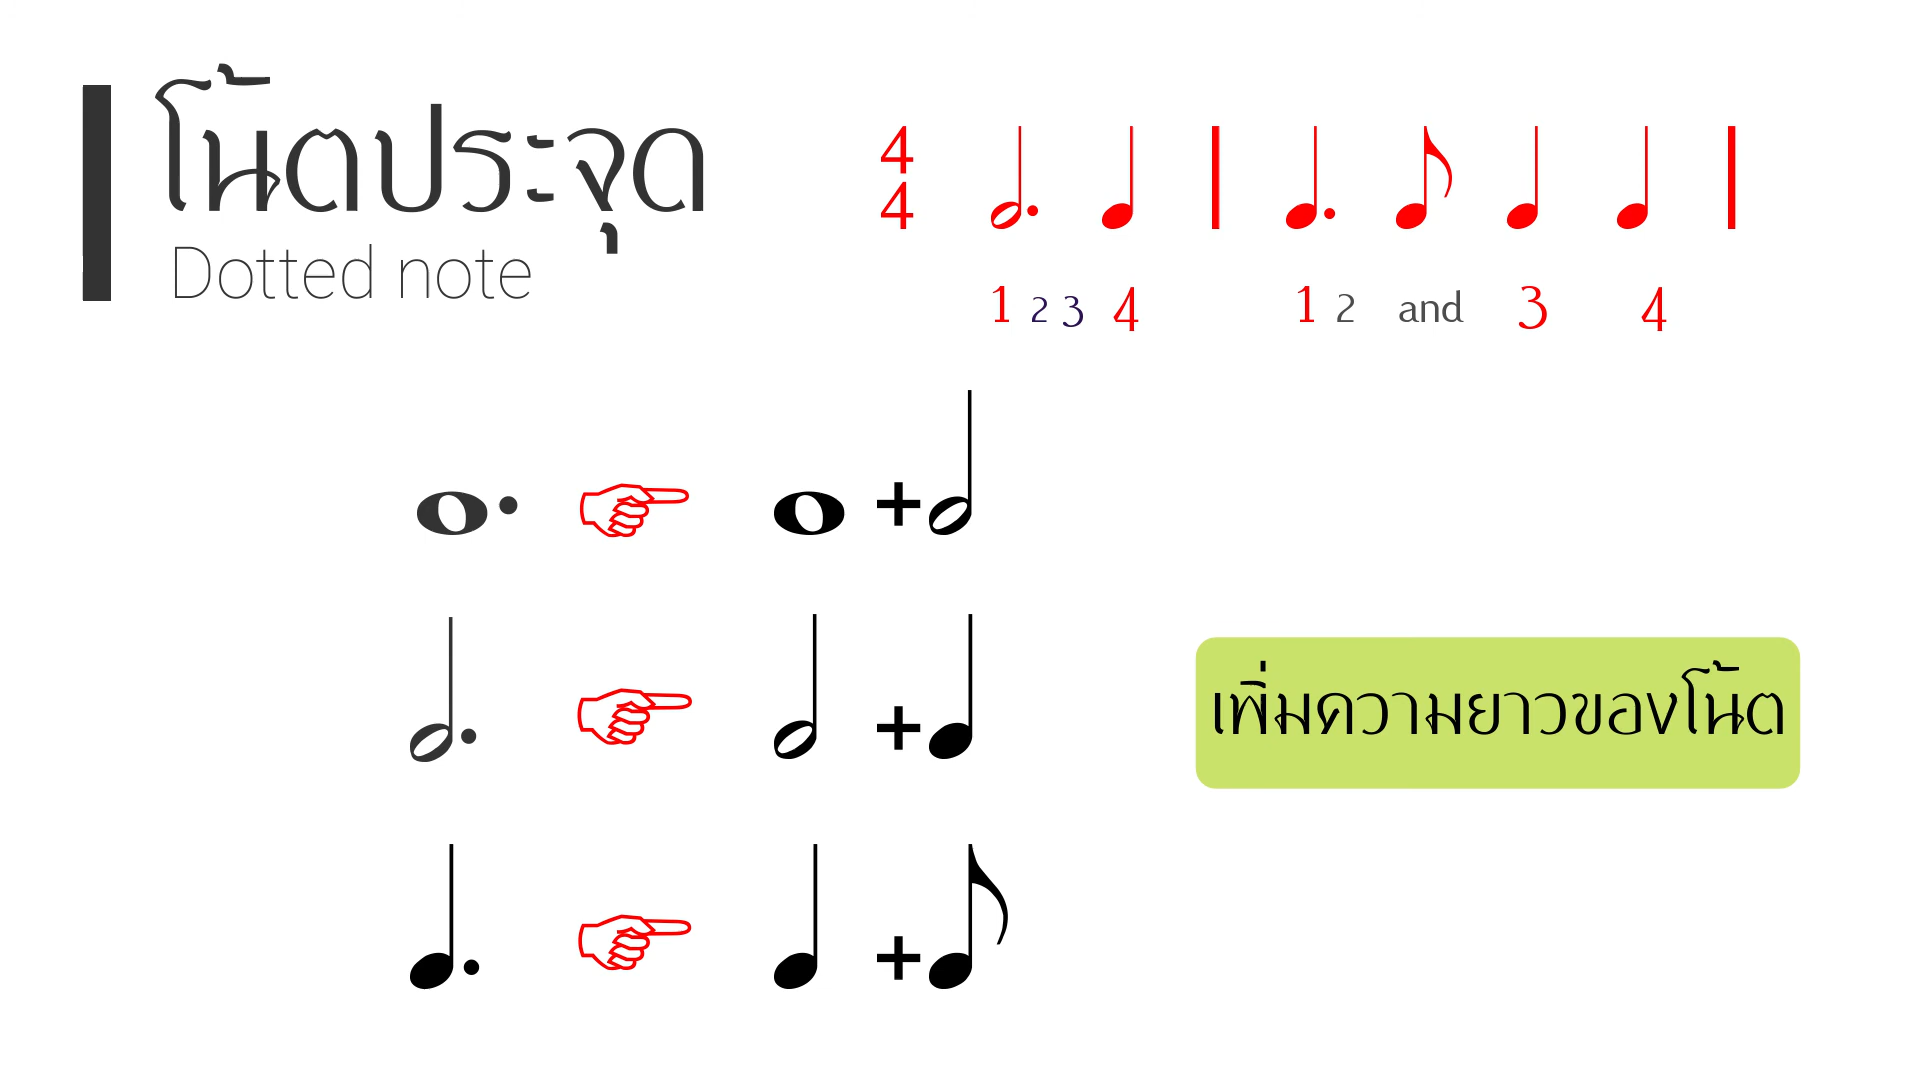 โน้ตประจุด
Dotted note
4
4
1 2 3 4 1 2 and 3 4
เพิ่มความยาวของโน้ต